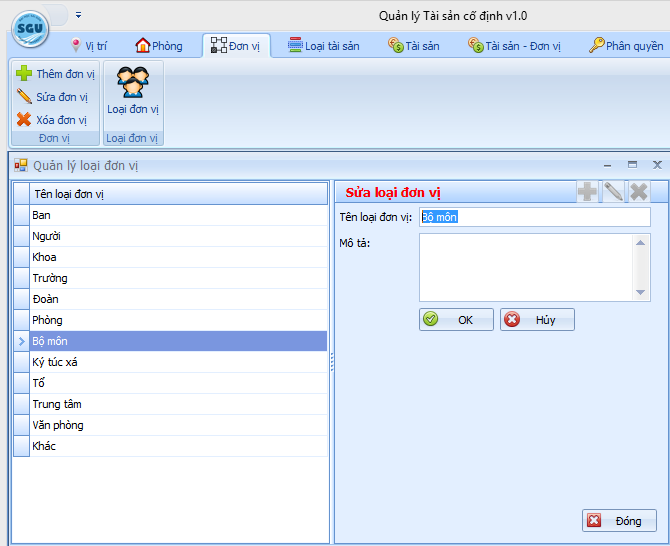 SGU
Quản lý Tài sản cố định v1.0
Vị trí Phòng Đơn vị Loại tài sản Tài sản Tài sản - Đơn vị Phân quyền
Thêm đơn vị
Sửa đơn vị
Xóa đơn vị
Loại đơn vị
Đơn vị Loại đơn vị
Quản lý loại đơn vị
Tên loại đơn vị
Ban
Người
Khoa
Trường
Đoàn
Phòng
Bộ môn
Ký túc xá
Tổ
Trung tâm
Văn phòng
Khác
Sửa loại đơn vị
Tên loại đơn vị: Bộ môn
Mô tả:
OK Hủy
Đóng